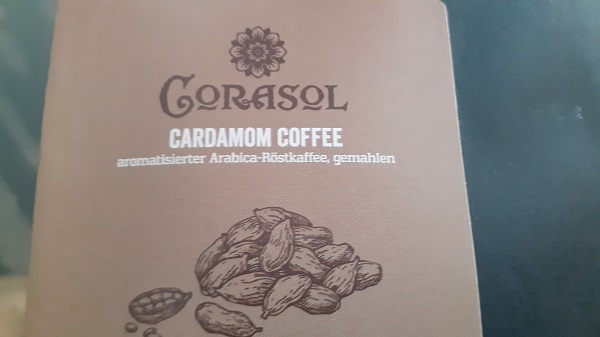 CORASOL
CARDAMOM COFFEE
aromatisierter Arabica-Röstkaffee, gemahlen